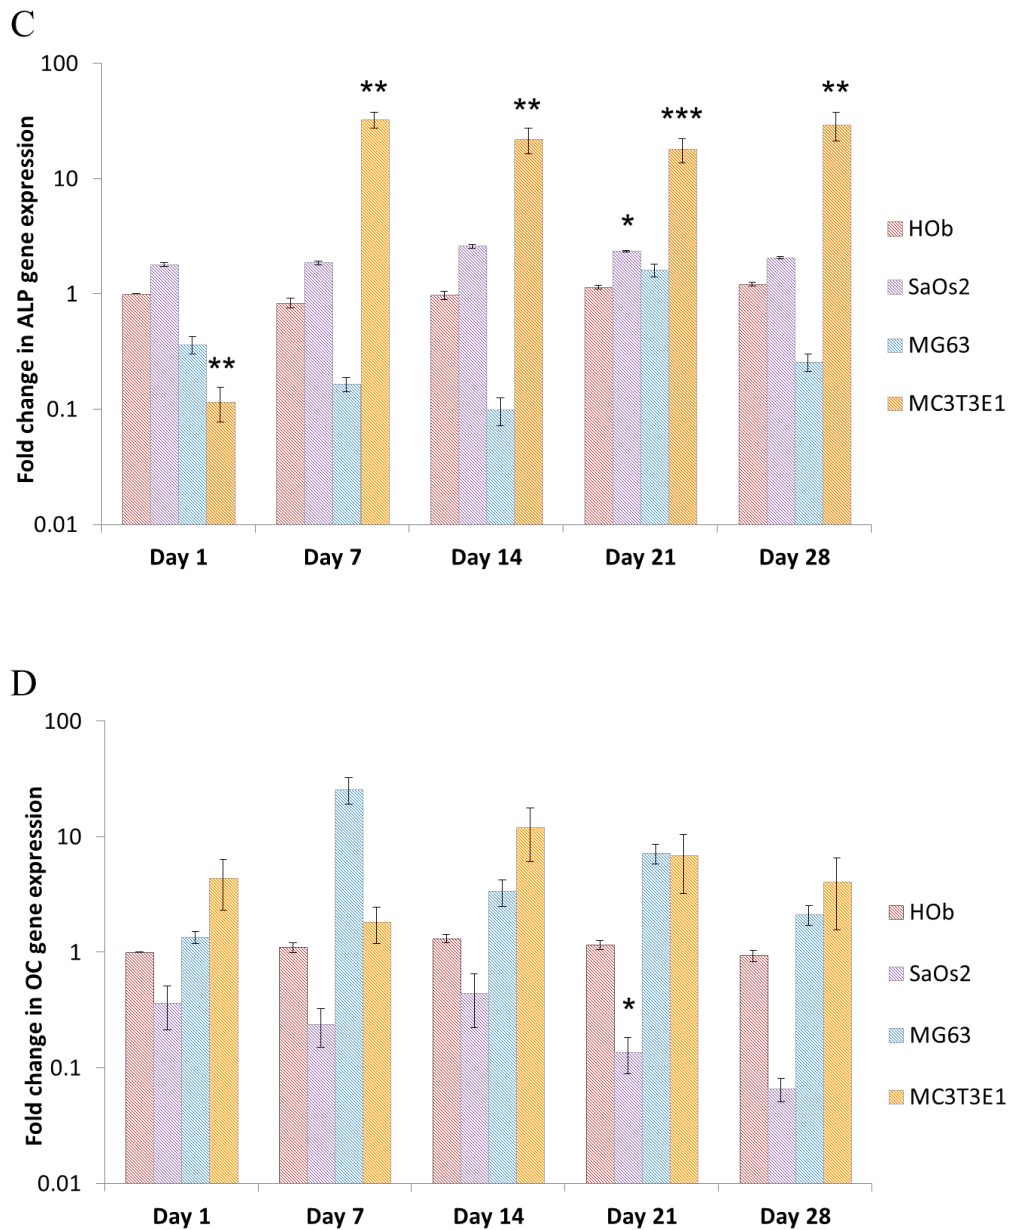 C
Fold change in ALP gene expression
100
10
1
0.1
0.01
**
**
**
***
*
**
Day 1
Day 7
Day 14
Day 21
Day 28
HOb
SaOs2
MG63
MC3T3E1
D
Fold change in OC gene expression
100
10
1
0.1
0.01
*
Day 1
Day 7
Day 14
Day 21
Day 28
HOb
SaOs2
MG63
MC3T3E1